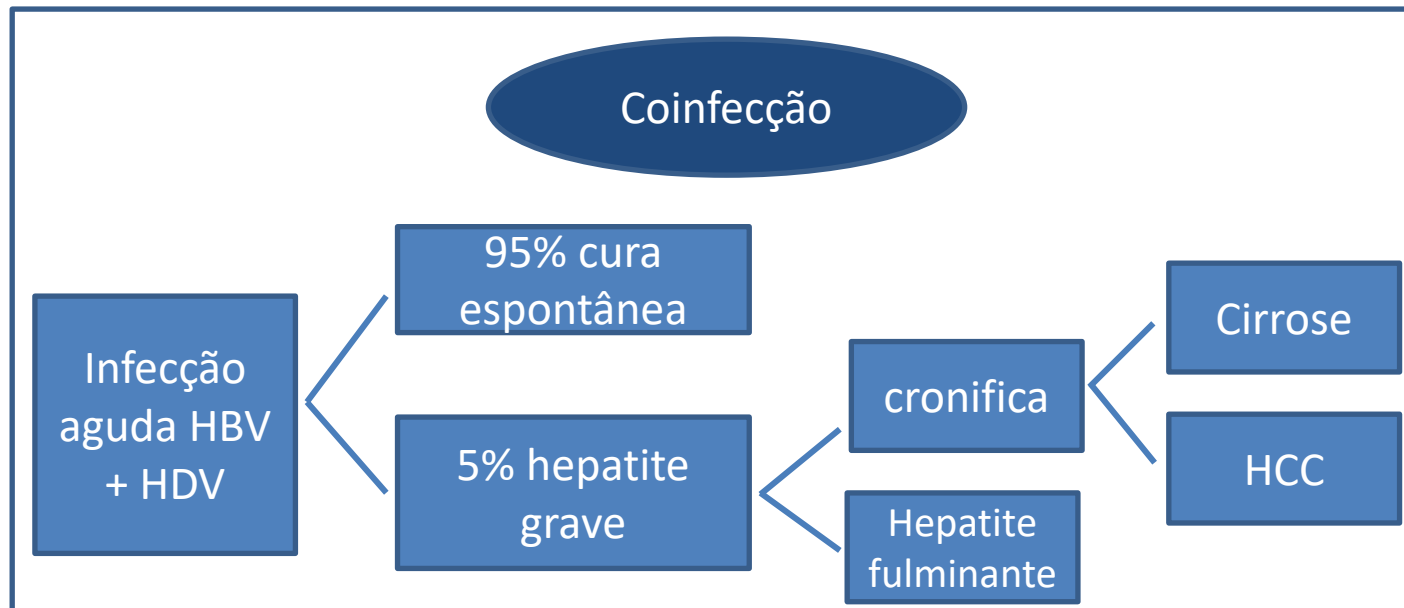 Coinfecção
Infecção
aguda HBV
+ HDV
95% cura
espontânea
5% hepatite
grave
cronifica
Hepatite
fulminante
Cirrose
HCC